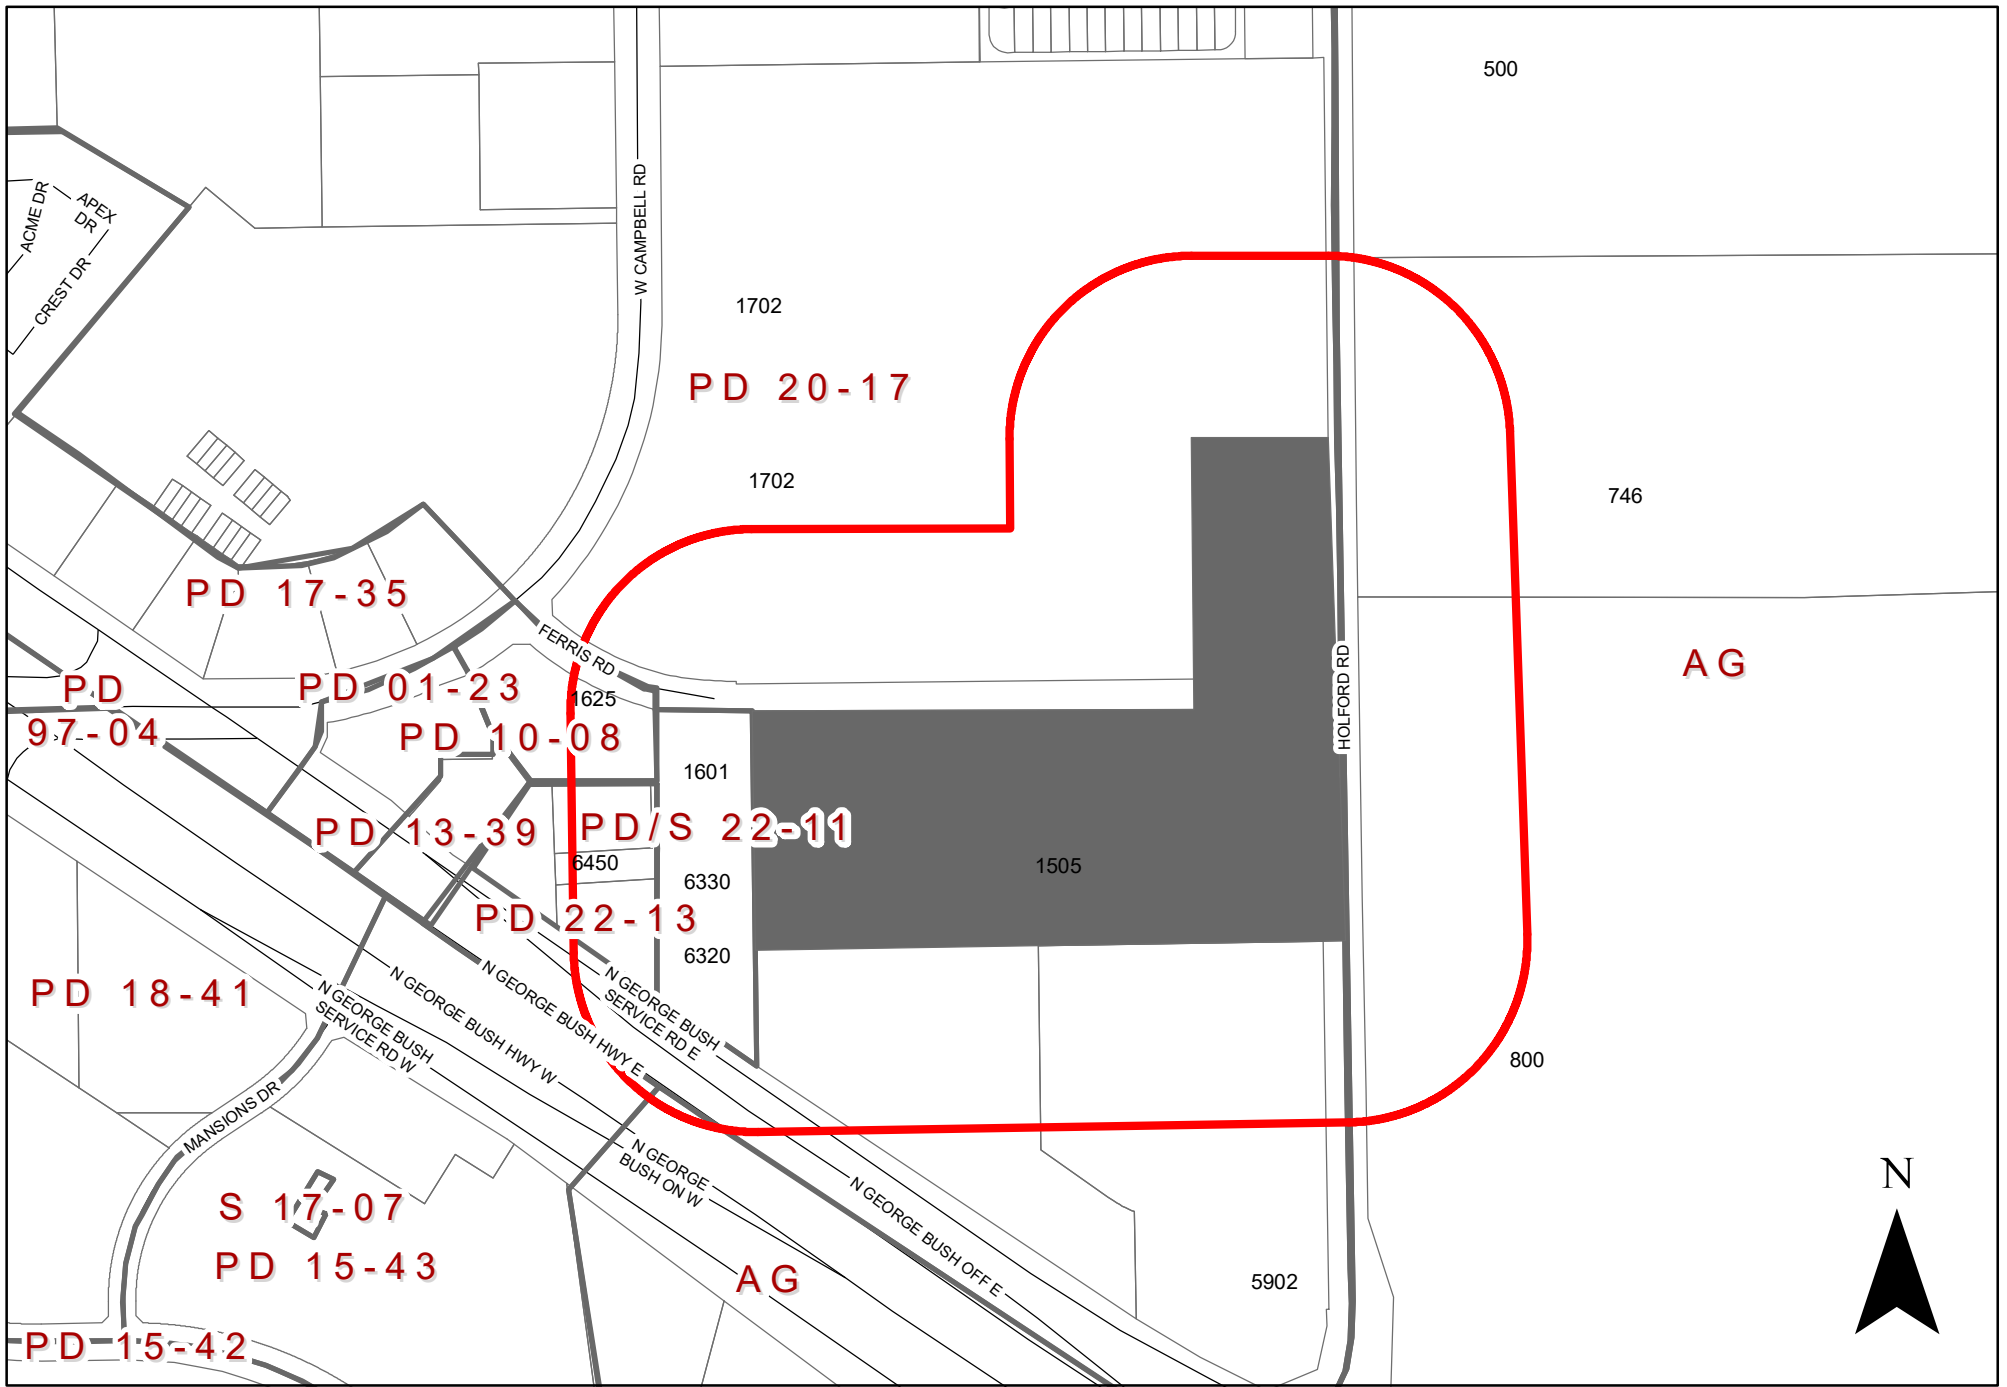 500
ACME DR
APEX
DR
CREST DR
W CAMPBELL RD
1702
PD 20-17
1702
746
PD 17-35
FERRIS RD
HOLFORD RD
AG
PD
97-04
PD 01-23
1625
PD 10-08
1601
PD 13-39
PD/S 22-11
6450
1505
6330
PD 22-13
6320
PD 18-41
N GEORGE BUSH
SERVICE RD W
N GEORGE BUSH HWY W
N GEORGE BUSH HWY E
N GEORGE BUSH
SERVICE RD E
800
MANSIONS DR
N GEORGE
BUSH ON W
N
S 17-07
PD 15-43
N GEORGE BUSH OFF E
AG
5902
PD 15-42